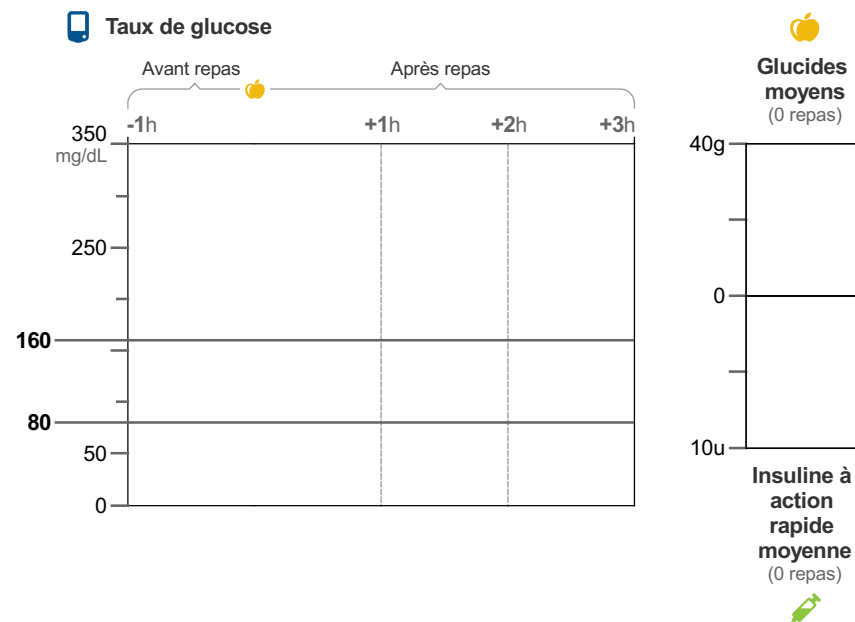 Taux de glucose
Avant repas
Après repas
-1h
+1h
+2h
+3h
350
mg/dL
250
160
80
50
0
Glucides
moyens
(0 repas)
40g
0
10u
Insuline à
action
rapide
moyenne
(0 repas)